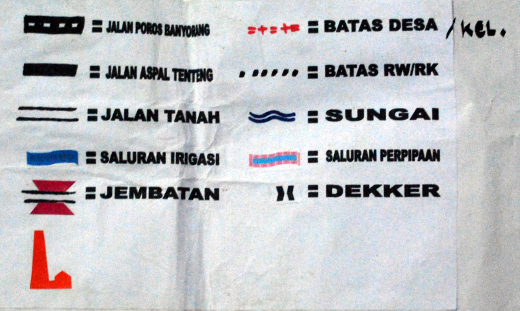 = JALAN POROS BANYORANG
= JALAN ASPAL TENTENG
= JALAN TANAH
= SALURAN IRIGASI
= JEMBATAN
= BATAS DESA /KEL.
= BATAS RW/RK
= SUNGAI
= SALURAN PERPIPAAN
= DEKKER